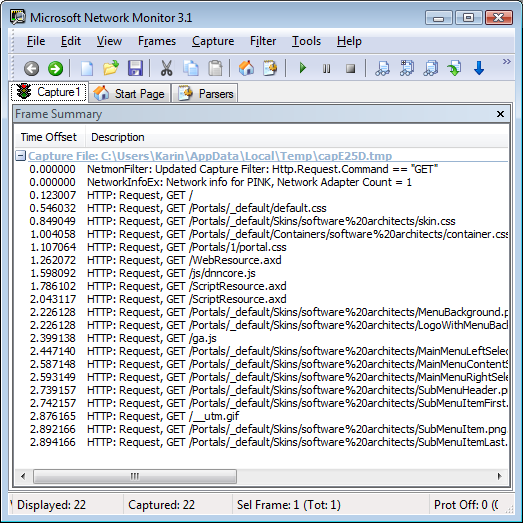 Microsoft Network Monitor 3.1
File Edit View Frames Capture Filter Tools Help
Capture1 Start Page Parsers
Frame Summary
Time Offset Description
Capture File: C:\Users\Karin\AppData\Local\Temp\capE25D.tmp
0.000000 NetmonFilter: Updated Capture Filter: Http.Request.Command == "GET"
0.000000 NetworkInfoEx: Network info for PINK, Network Adapter Count = 1
0.123007 HTTP: Request, GET /
0.546032 HTTP: Request, GET /Portals/_default/default.css
0.849049 HTTP: Request, GET /Portals/_default/Skins/software%20architects/skin.css
1.004058 HTTP: Request, GET /Portals/_default/Containers/software%20architects/container.css
1.107064 HTTP: Request, GET /Portals/1/portal.css
1.262072 HTTP: Request, GET /WebResource.axd
1.598092 HTTP: Request, GET /js/dnncore.js
1.786102 HTTP: Request, GET /ScriptResource.axd
2.043117 HTTP: Request, GET /ScriptResource.axd
2.226128 HTTP: Request, GET /Portals/_default/Skins/software%20architects/MenuBackground.p
2.226128 HTTP: Request, GET /Portals/_default/Skins/software%20architects/LogoWithMenuBack
2.399138 HTTP: Request, GET /ga.js
2.447140 HTTP: Request, GET /Portals/_default/Skins/software%20architects/MainMenuLeftSelec
2.587148 HTTP: Request, GET /Portals/_default/Skins/software%20architects/MainMenuContentS
2.593149 HTTP: Request, GET /Portals/_default/Skins/software%20architects/MainMenuRightSele
2.739157 HTTP: Request, GET /Portals/_default/Skins/software%20architects/SubMenuHeader.p
2.742157 HTTP: Request, GET /Portals/_default/Skins/software%20architects/SubMenuItemFirst.
2.876165 HTTP: Request, GET /__utm.gif
2.892166 HTTP: Request, GET /Portals/_default/Skins/software%20architects/SubMenuItem.png
2.894166 HTTP: Request, GET /Portals/_default/Skins/software%20architects/SubMenuItemLast.
Displayed: 22 Captured: 22 Sel Frame: 1 (Tot: 1) Prot Off: 0 (0